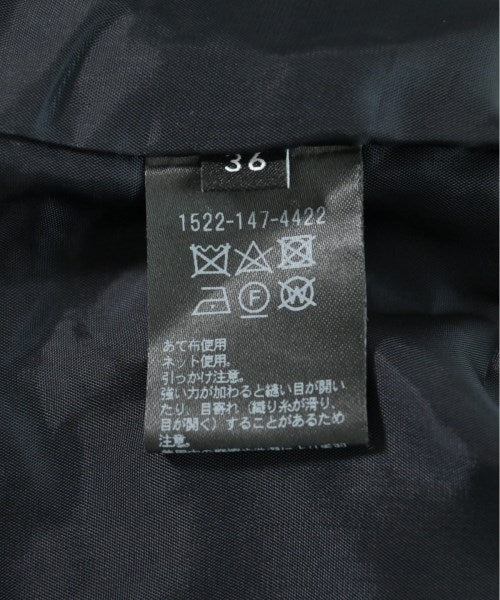 36
1522-147-4422
F W
あて布使用
ネット使用。
引っかけ注意。
強い力が加わると縫い目が開い
たり、目寄れ（織り糸が滑り、
目が開く）することがあるため
注意。